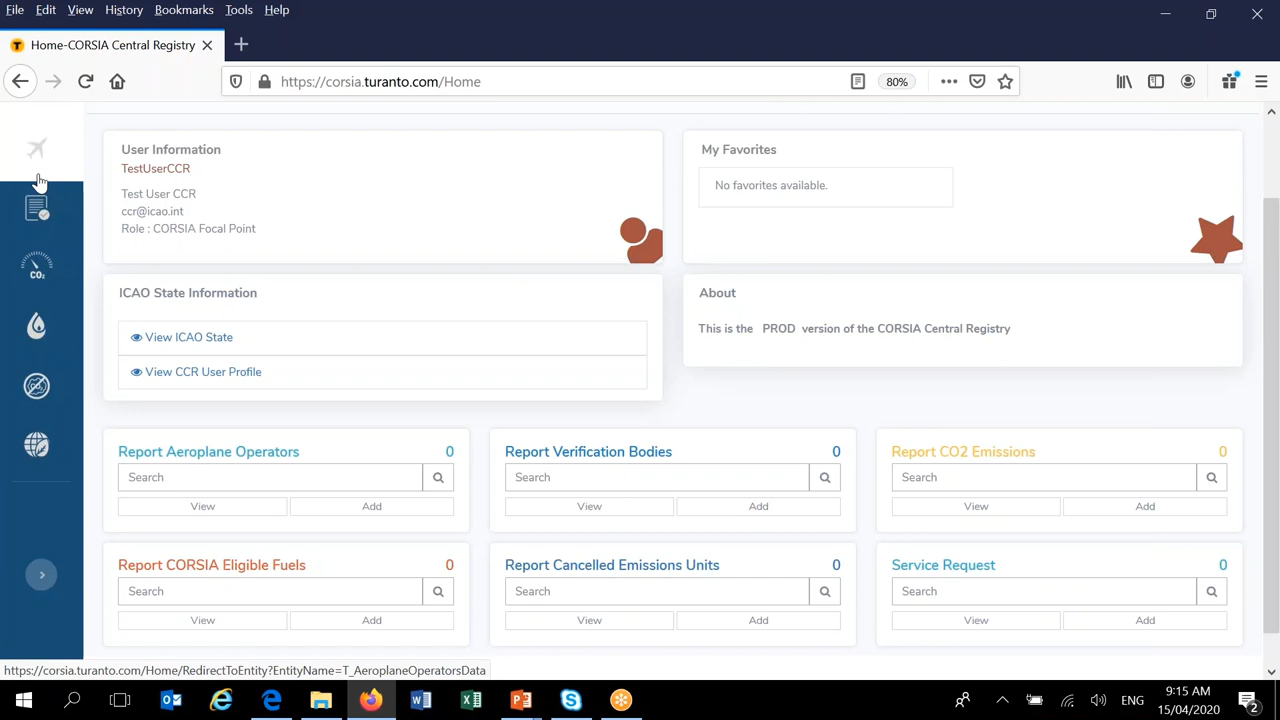 File Edit View History Bookmarks Tools Help
Home-CORSIA Central Registry
https://corsia.turanto.com/Home
80%
User Information
TestUserCCR
Test User CCR
ccr@icao.int
Role : CORSIA Focal Point
My Favorites
No favorites available.
CO₂
ICAO State Information
View ICAO State
View CCR User Profile
About
This is the PROD version of the CORSIA Central Registry
Report Aeroplane Operators 0
Search
View Add
Report Verification Bodies 0
Search
View Add
Report CO2 Emissions 0
Search
View Add
Report CORSIA Eligible Fuels 0
Search
View Add
Report Cancelled Emissions Units 0
Search
View Add
Service Request 0
Search
View Add
https://corsia.turanto.com/Home/RedirectToEntity?EntityName=T_AeroplaneOperatorsData
ENG
9:15 AM
15/04/2020
2